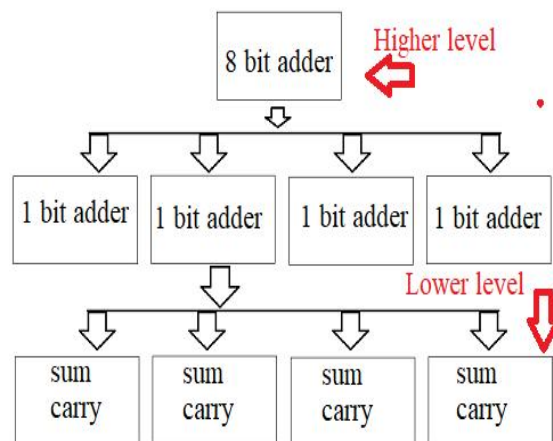 Higher level
8 bit adder
1 bit adder
1 bit adder
1 bit adder
1 bit adder
Lower level
sum
carry
sum
carry
sum
carry
sum
carry